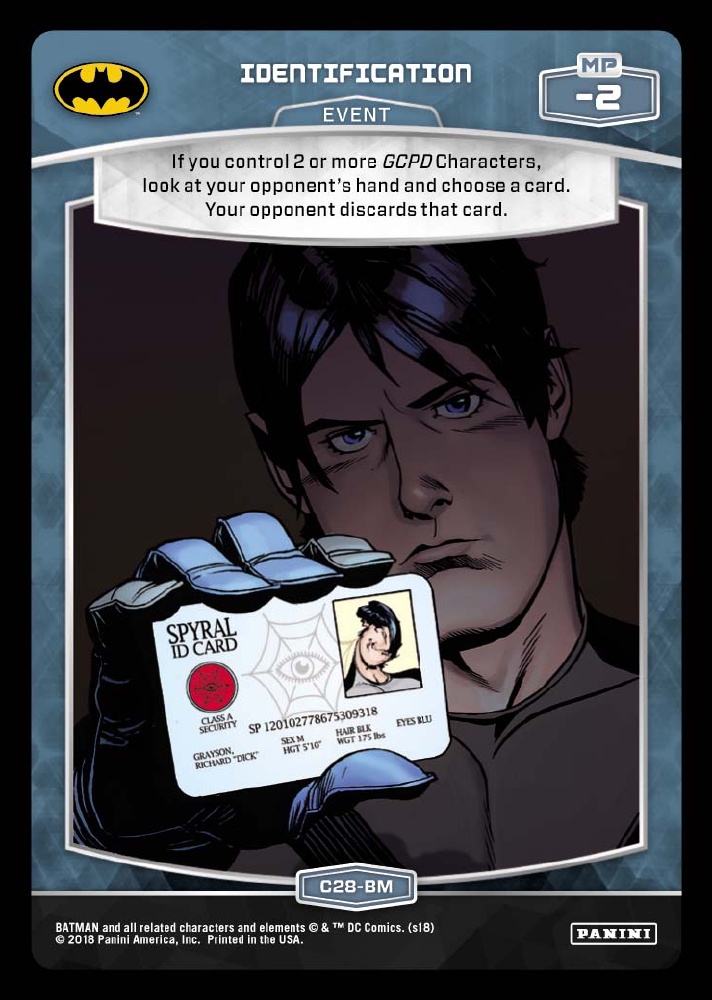 IDENTIFICATION
MP
-2
EVENT
If you control 2 or more GCPD Characters,
look at your opponent's hand and choose a card.
Your opponent discards that card.
SPYRAL
ID CARD
CLASS A
SECURITY
SP 120102778675309318
GRAYSON,
RICHARD "DICK"
SEX M
HGT 5'10"
HAIR BLK
WGT 175 lbs
EYES BLU
C28-BM
BATMAN and all related characters and elements © & ™ DC Comics. (s18)
© 2018 Panini America, Inc. Printed in the USA.
PANINI